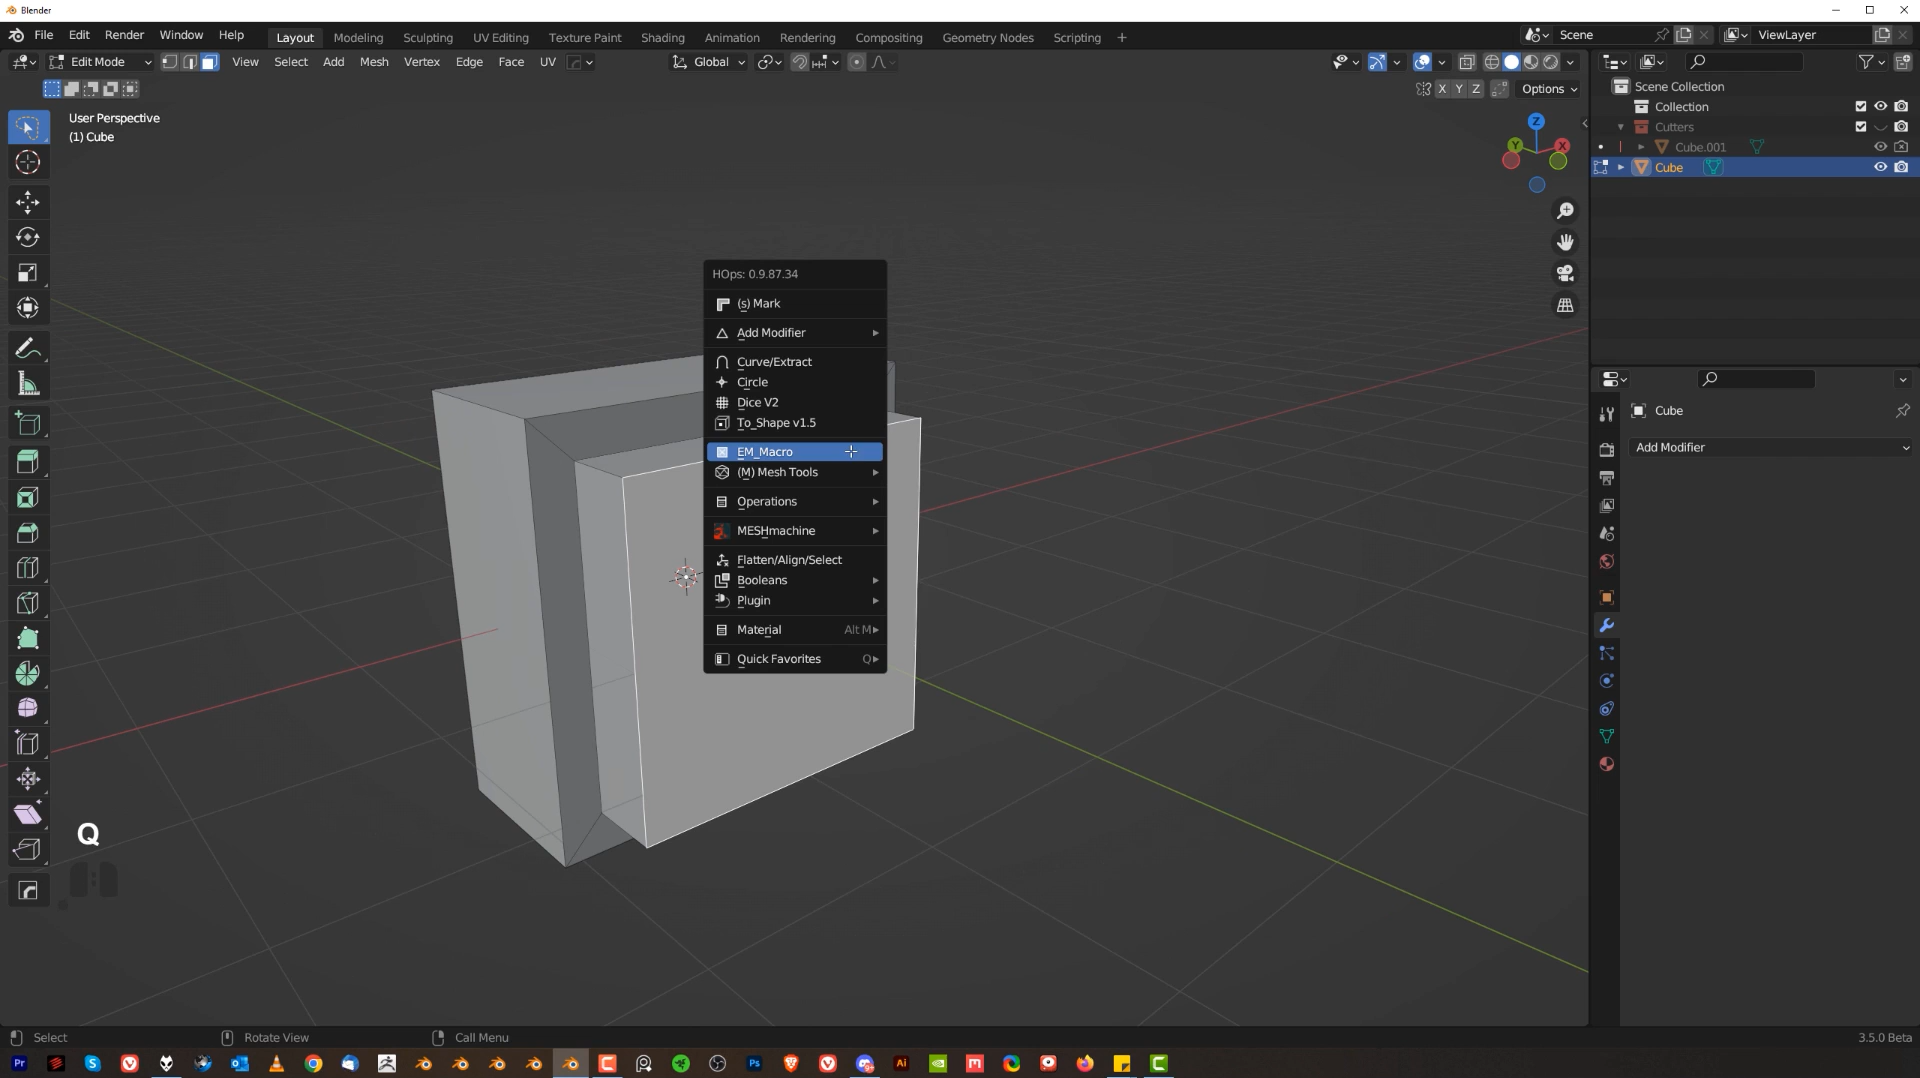 Blender
File Edit Render Window Help
Layout Modeling Sculpting UV Editing Texture Paint Shading Animation Rendering Compositing Geometry Nodes Scripting +
Scene
ViewLayer
Edit Mode
View Select Add Mesh Vertex Edge Face UV
Global
X Y Z
Options
User Perspective
(1) Cube
Z
Y
X
Scene Collection
Collection
Cutters
Cube.001
Cube
HOps: 0.9.87.34
(s) Mark
Add Modifier
Curve/Extract
Circle
Dice V2
To_Shape v1.5
EM_Macro
(M) Mesh Tools
Operations
MESHmachine
Flatten/Align/Select
Booleans
Plugin
Material Alt M
Quick Favorites Q
Cube
Add Modifier
Q
Select
Rotate View
Call Menu
3.5.0 Beta
Pr
Ps
Ai